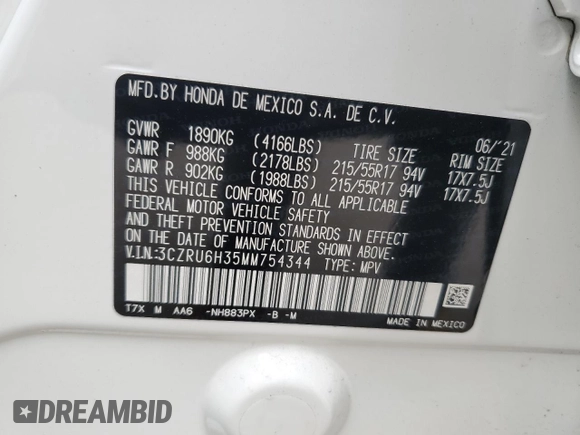 MFD.BY HONDA DE MEXICO S.A. DE C.V.
06/'21
GVWR 1890KG (4166LBS) TIRE SIZE RIM SIZE
GAWR F 988KG (2178LBS) 215/55R17 94V 17X7.5J
GAWR R 902KG (1988LBS) 215/55R17 94V 17X7.5J
THIS VEHICLE CONFORMS TO ALL APPLICABLE
FEDERAL MOTOR VEHICLE SAFETY
AND THEFT PREVENTION STANDARDS IN EFFECT
ON THE DATE OF MANUFACTURE SHOWN ABOVE.
V.I.N:3CZRU6H35MM754344 TYPE: MPV
T7X M AA6 -NH883PX -B -M
MADE IN MEXICO
DREAMBID